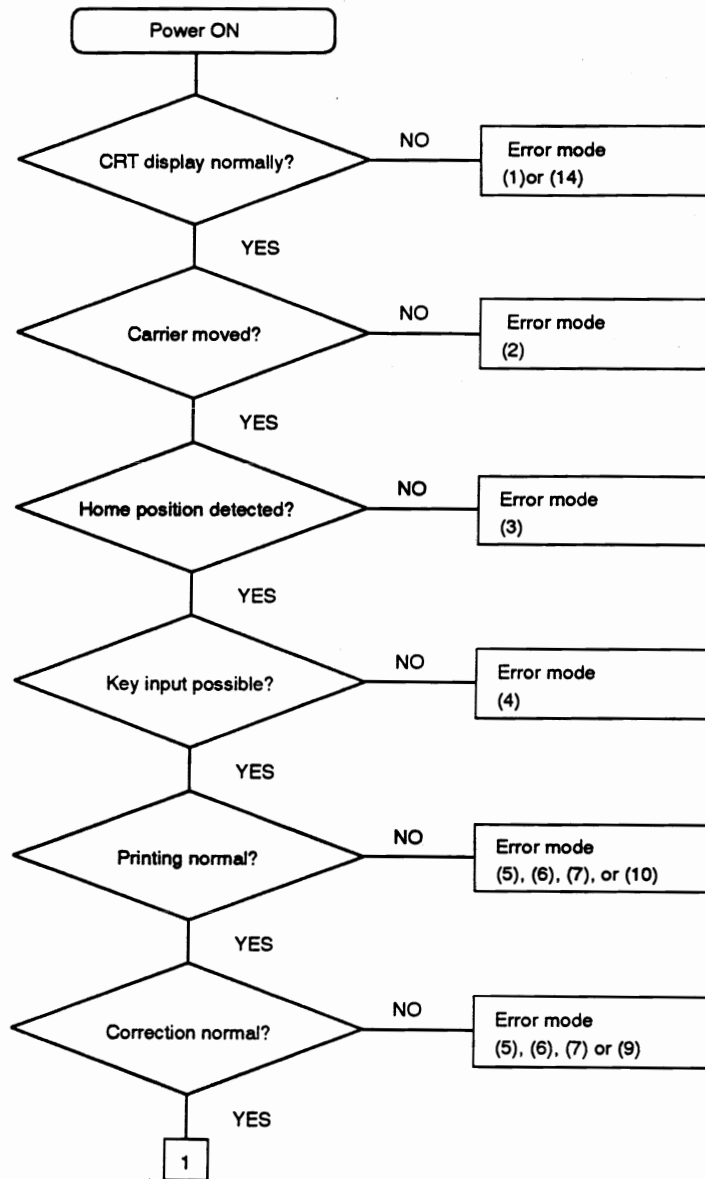 Power ON
CRT display normally?
NO
Error mode
(1)or (14)
YES
Carrier moved?
NO
Error mode
(2)
YES
Home position detected?
NO
Error mode
(3)
YES
Key input possible?
NO
Error mode
(4)
YES
Printing normal?
NO
Error mode
(5), (6), (7), or (10)
YES
Correction normal?
NO
Error mode
(5), (6), (7) or (9)
YES
1